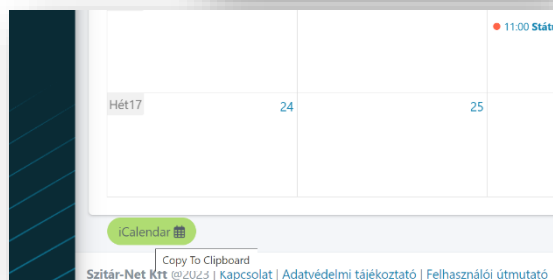 11:00 Stát
Hét17
24
25
iCalendar
Copy To Clipboard
Szitár-Net Kft @2023 | Kapcsolat | Adatvédelmi tájékoztató | Felhasználói útmutató